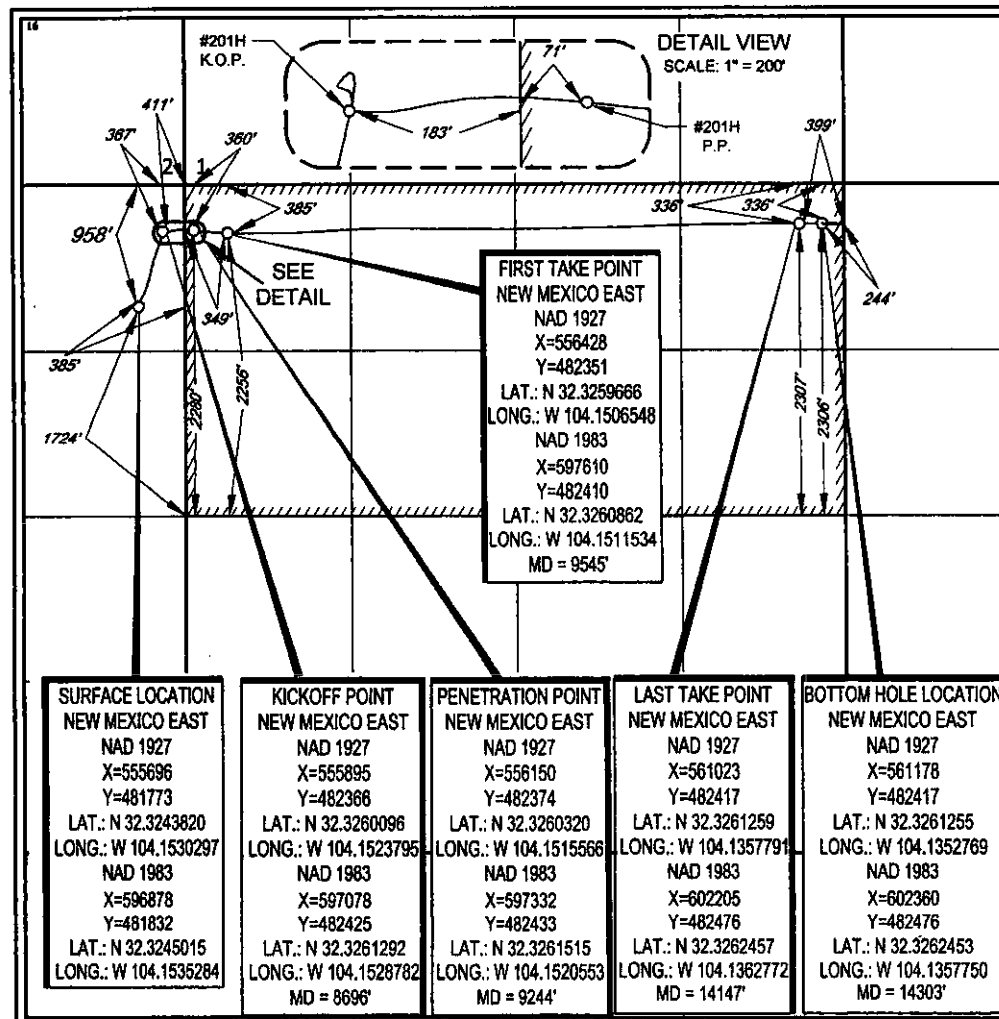 16
#201H
K.O.P.
71'
DETAIL VIEW
SCALE: 1" = 200'
183'
#201H
P.P.
411'
367'
2
1
360'
399'
958'
385'
336'
336'
SEE
DETAIL
244'
349'
385'
2280'
2256'
2307'
2306'
1724'
FIRST TAKE POINT
NEW MEXICO EAST
NAD 1927
X=556428
Y=482351
LAT.: N 32.3259666
LONG.: W 104.1506548
NAD 1983
X=597610
Y=482410
LAT.: N 32.3260862
LONG.: W 104.1511534
MD = 9545'
SURFACE LOCATION
NEW MEXICO EAST
NAD 1927
X=555696
Y=481773
LAT.: N 32.3243820
LONG.: W 104.1530297
NAD 1983
X=596878
Y=481832
LAT.: N 32.3245015
LONG.: W 104.1535284
KICKOFF POINT
NEW MEXICO EAST
NAD 1927
X=555895
Y=482366
LAT.: N 32.3260096
LONG.: W 104.1523795
NAD 1983
X=597078
Y=482425
LAT.: N 32.3261292
LONG.: W 104.1528782
MD = 8696'
PENETRATION POINT
NEW MEXICO EAST
NAD 1927
X=556150
Y=482374
LAT.: N 32.3260320
LONG.: W 104.1515566
NAD 1983
X=597332
Y=482433
LAT.: N 32.3261515
LONG.: W 104.1520553
MD = 9244'
LAST TAKE POINT
NEW MEXICO EAST
NAD 1927
X=561023
Y=482417
LAT.: N 32.3261259
LONG.: W 104.1357791
NAD 1983
X=602205
Y=482476
LAT.: N 32.3262457
LONG.: W 104.1362772
MD = 14147'
BOTTOM HOLE LOCATION
NEW MEXICO EAST
NAD 1927
X=561178
Y=482417
LAT.: N 32.3261255
LONG.: W 104.1352769
NAD 1983
X=602360
Y=482476
LAT.: N 32.3262453
LONG.: W 104.1357750
MD = 14303'